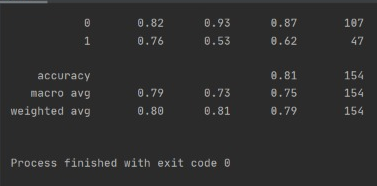 0 0.82 0.93 0.87 107
1 0.76 0.53 0.62 47
accuracy 0.81 154
macro avg 0.79 0.73 0.75 154
weighted avg 0.80 0.81 0.79 154
Process finished with exit code 0